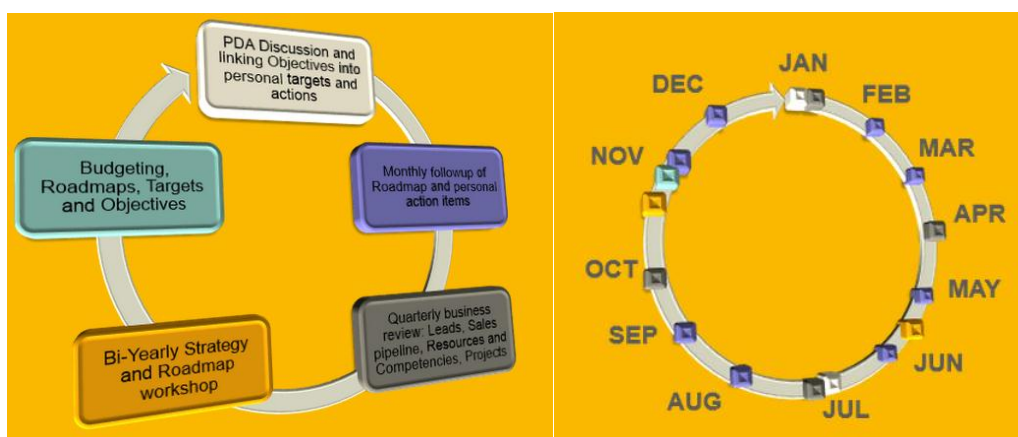 PDA Discussion and
linking Objectives into
personal targets and
actions
Monthly followup of
Roadmap and personal
action items
Quarterly business
review: Leads, Sales
pipeline, Resources and
Competencies, Projects
Bi-Yearly Strategy
and Roadmap
workshop
Budgeting,
Roadmaps, Targets
and Objectives
JAN
FEB
MAR
APR
MAY
JUN
JUL
AUG
SEP
OCT
NOV
DEC